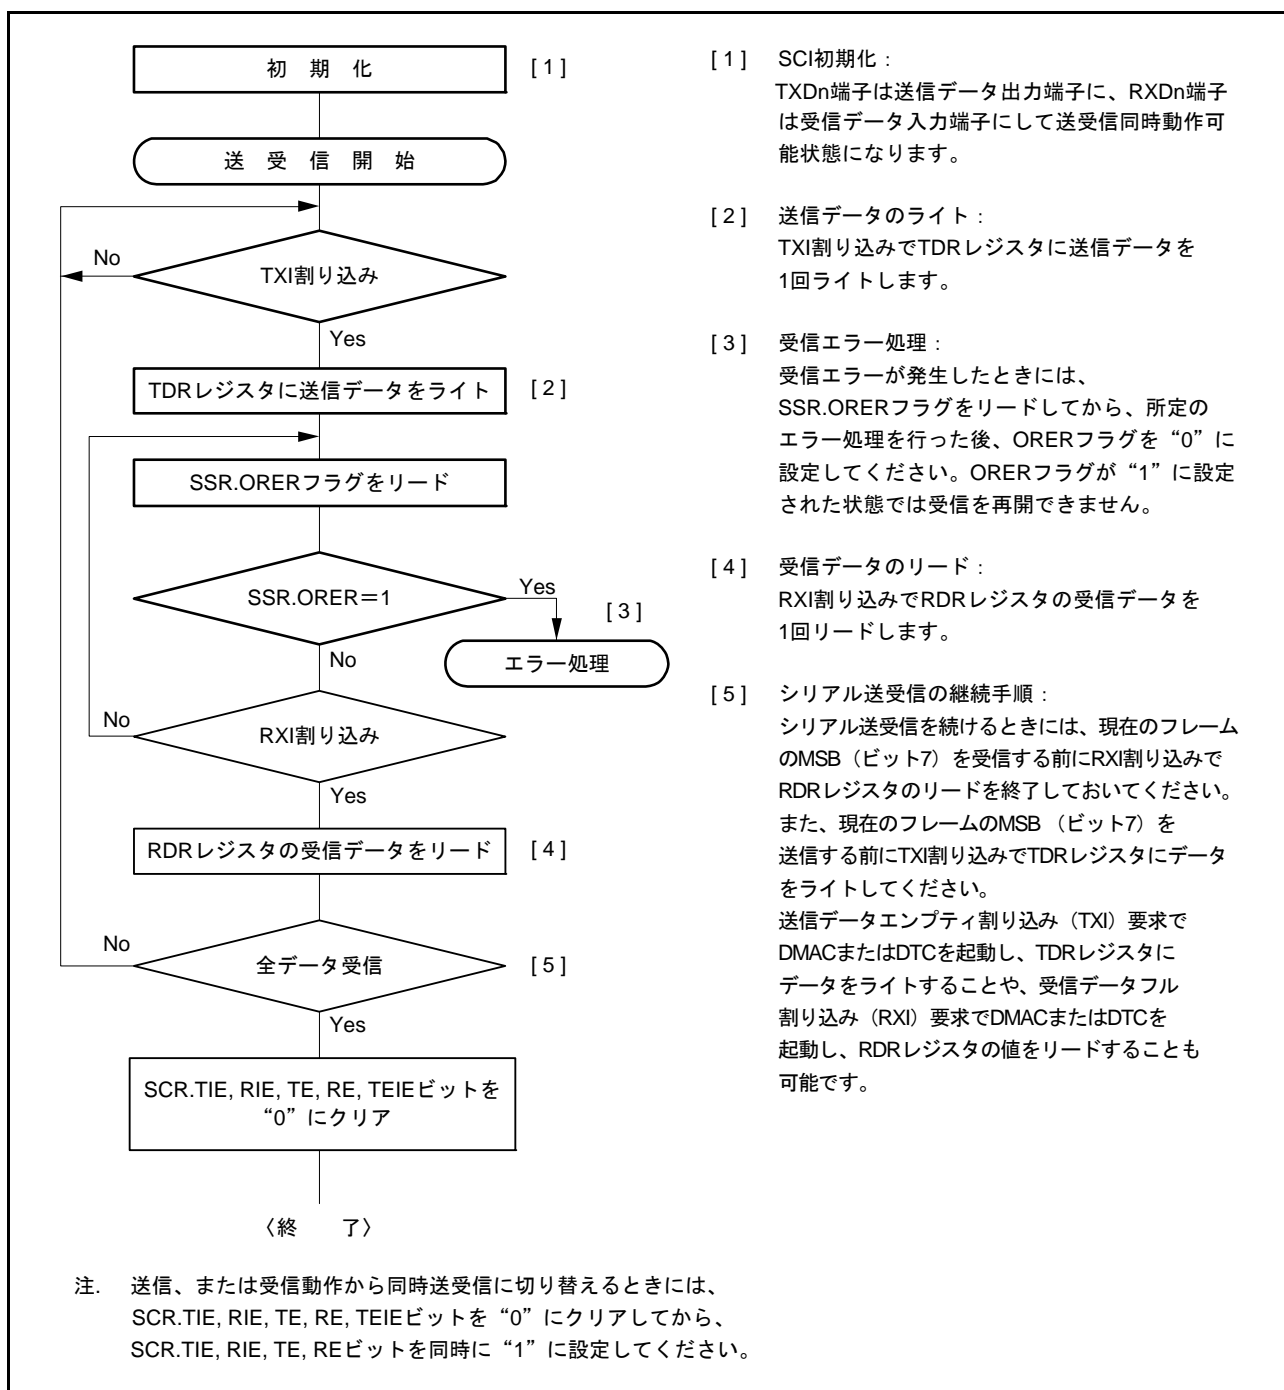 初 期 化 [1]
送 受 信 開 始
No
TXI割り込み
Yes
TDRレジスタに送信データをライト [2]
SSR.ORERフラグをリード
SSR.ORER＝1
Yes
[3]
エラー処理
No
No
RXI割り込み
Yes
RDRレジスタの受信データをリード [4]
No
全データ受信 [5]
Yes
SCR.TIE, RIE, TE, RE, TEIEビットを
“0”にクリア
〈終 了〉
[1] SCI初期化：
TXDn端子は送信データ出力端子に、RXDn端子
は受信データ入力端子にして送受信同時動作可
能状態になります。
[2] 送信データのライト：
TXI割り込みでTDRレジスタに送信データを
1回ライトします。
[3] 受信エラー処理：
受信エラーが発生したときには、
SSR.ORERフラグをリードしてから、所定の
エラー処理を行った後、ORERフラグを“0”に
設定してください。ORERフラグが“1”に設定
された状態では受信を再開できません。
[4] 受信データのリード：
RXI割り込みでRDRレジスタの受信データを
1回リードします。
[5] シリアル送受信の継続手順：
シリアル送受信を続けるときには、現在のフレーム
のMSB（ビット7）を受信する前にRXI割り込みで
RDRレジスタのリードを終了しておいてください。
また、現在のフレームのMSB （ビット7）を
送信する前にTXI割り込みでTDRレジスタにデータ
をライトしてください。
送信データエンプティ割り込み（TXI）要求で
DMACまたはDTCを起動し、TDRレジスタに
データをライトすることや、受信データフル
割り込み（RXI）要求でDMACまたはDTCを
起動し、RDRレジスタの値をリードすることも
可能です。
注. 送信、または受信動作から同時送受信に切り替えるときには、
SCR.TIE, RIE, TE, RE, TEIEビットを“0”にクリアしてから、
SCR.TIE, RIE, TE, REビットを同時に“1”に設定してください。